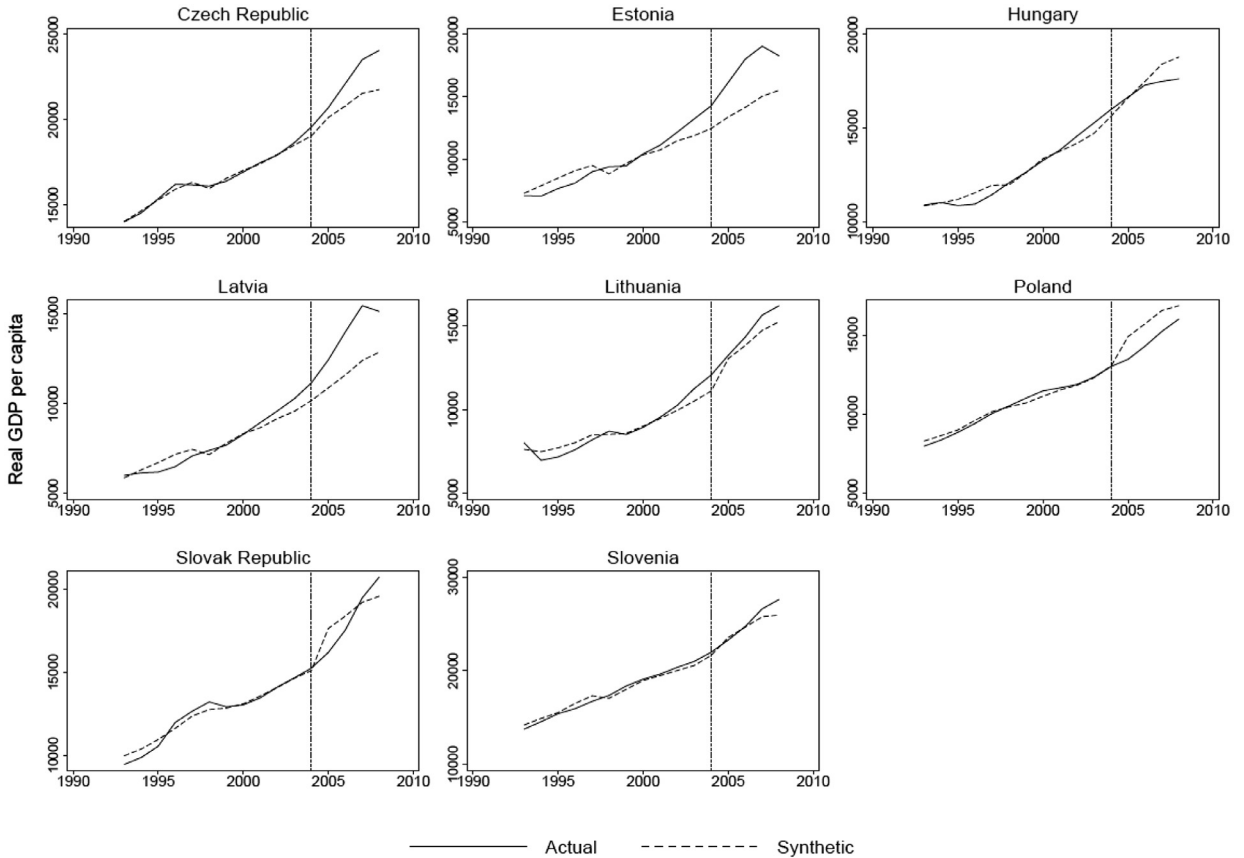 Czech Republic
Estonia
Hungary
25000
20000
15000
20000
15000
10000
5000
20000
15000
10000
1990 1995 2000 2005 2010
1990 1995 2000 2005 2010
1990 1995 2000 2005 2010
Real GDP per capita
Latvia
Lithuania
Poland
15000
10000
5000
15000
10000
5000
15000
10000
5000
1990 1995 2000 2005 2010
1990 1995 2000 2005 2010
1990 1995 2000 2005 2010
Slovak Republic
Slovenia
20000
15000
10000
30000
20000
10000
1990 1995 2000 2005 2010
1990 1995 2000 2005 2010
Actual
Synthetic